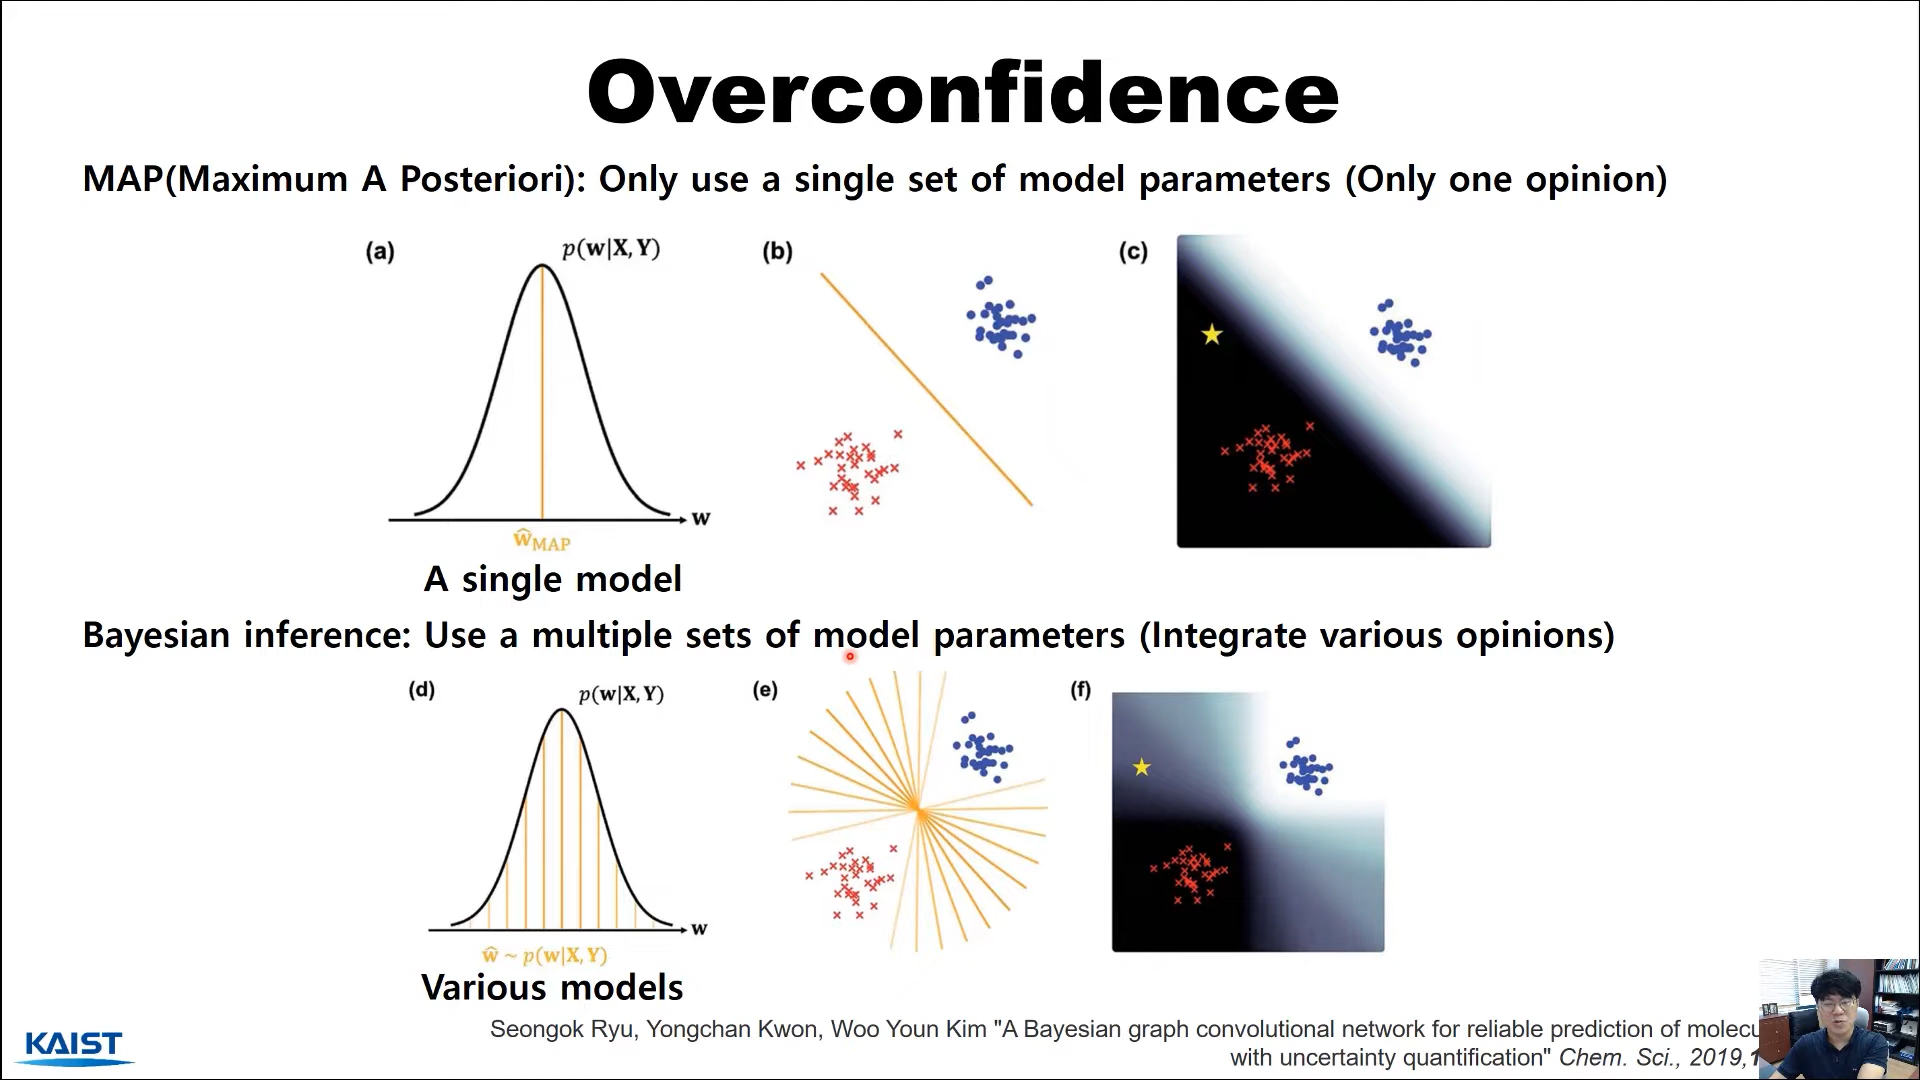 Overconfidence
MAP(Maximum A Posteriori): Only use a single set of model parameters (Only one opinion)
(a)
p(w|X, Y)
w
ŵMAP
(b)
(c)
A single model
Bayesian inference: Use a multiple sets of model parameters (Integrate various opinions)
(d)
p(w|X, Y)
w
ŵ ~ p(w|X, Y)
(e)
(f)
Various models
Seongok Ryu, Yongchan Kwon, Woo Youn Kim "A Bayesian graph convolutional network for reliable prediction of
with uncertainty quantification" Chem. Sci., 2019,
KAIST